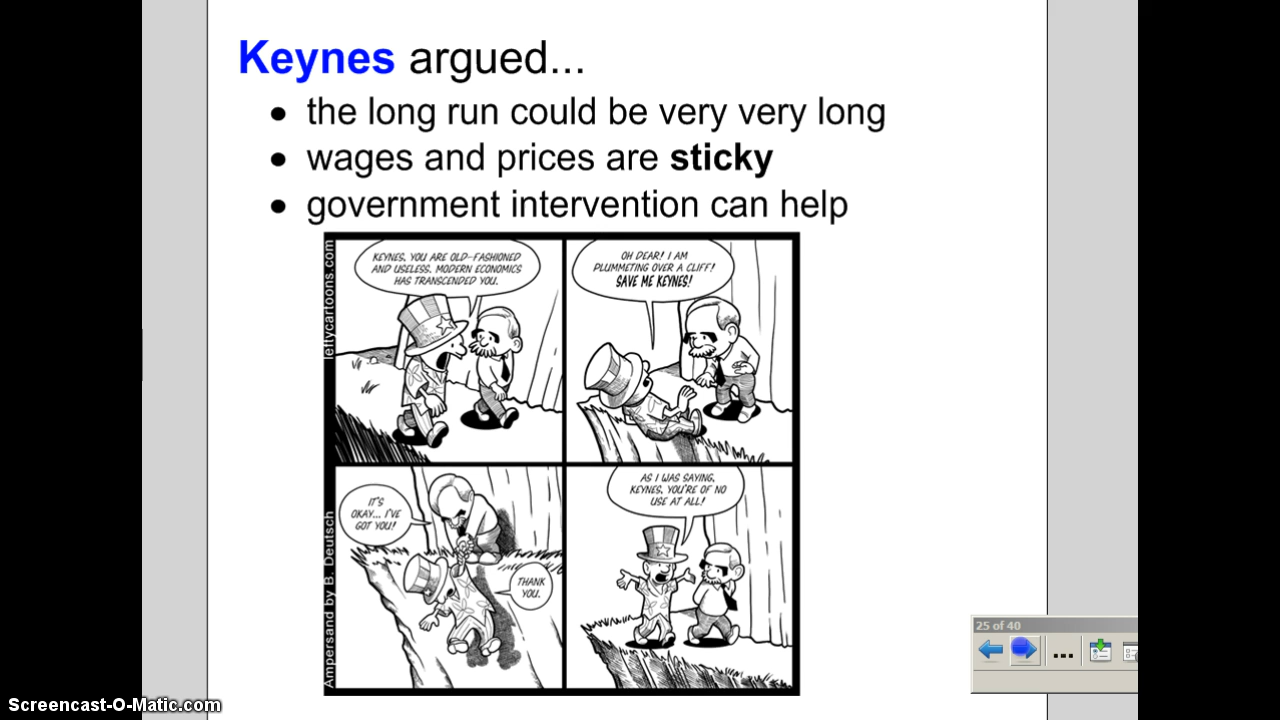 Keynes argued...
• the long run could be very very long
• wages and prices are sticky
• government intervention can help
leftycartoons.com
KEYNES, YOU ARE OLD-FASHIONED
AND USELESS. MODERN ECONOMICS
HAS TRANSCENDED YOU.
OH DEAR! I AM
PLUMMETING OVER A CLIFF!
SAVE ME KEYNES!
Ampersand by B. Deutsch
IT'S
OKAY... I'VE
GOT YOU!
THANK
YOU.
AS I WAS SAYING,
KEYNES, YOU'RE OF NO
USE AT ALL!
25 of 40
...
Screencast-O-Matic.com